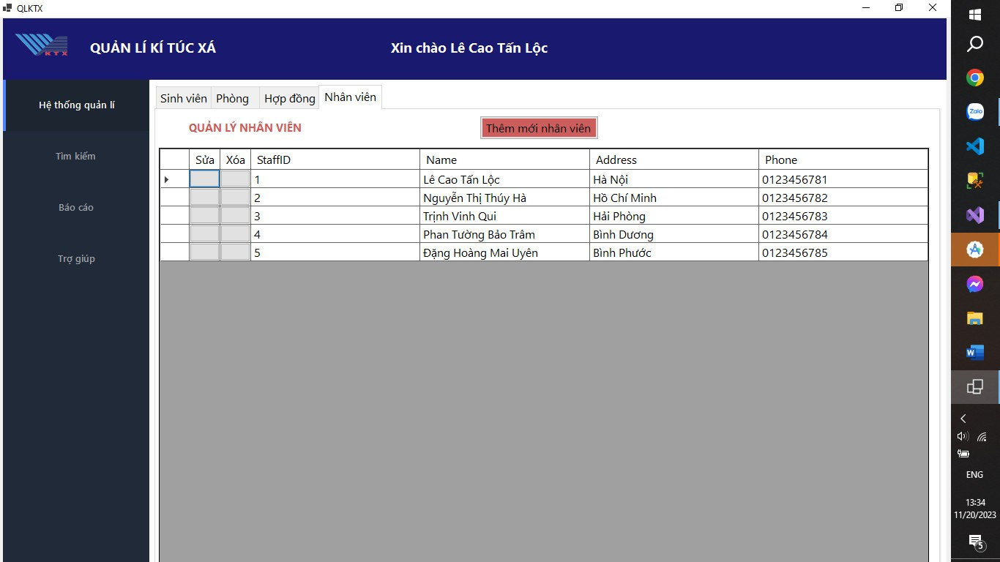 QLKTX
KTX
QUẢN LÍ KÍ TÚC XÁ
Xin chào Lê Cao Tấn Lộc
Hệ thống quản lí
Tìm kiếm
Báo cáo
Trợ giúp
Sinh viên Phòng Hợp đồng Nhân viên
QUẢN LÝ NHÂN VIÊN
Thêm mới nhân viên
Sửa Xóa StaffID Name Address Phone
1 Lê Cao Tấn Lộc Hà Nội 0123456781
2 Nguyễn Thị Thúy Hà Hồ Chí Minh 0123456782
3 Trịnh Vinh Qui Hải Phòng 0123456783
4 Phan Tường Bảo Trâm Bình Dương 0123456784
5 Đặng Hoàng Mai Uyên Bình Phước 0123456785
Zalo
W
ENG
13:34
11/20/2023
5